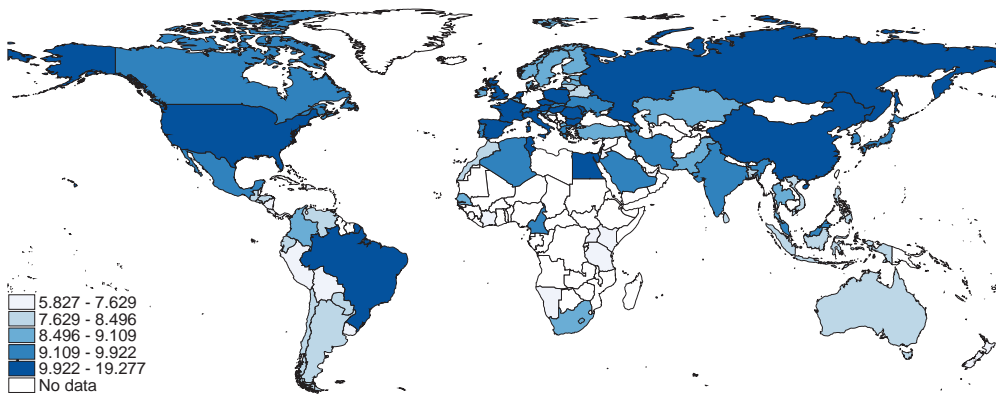 5.827 - 7.629
7.629 - 8.496
8.496 - 9.109
9.109 - 9.922
9.922 - 19.277
No data